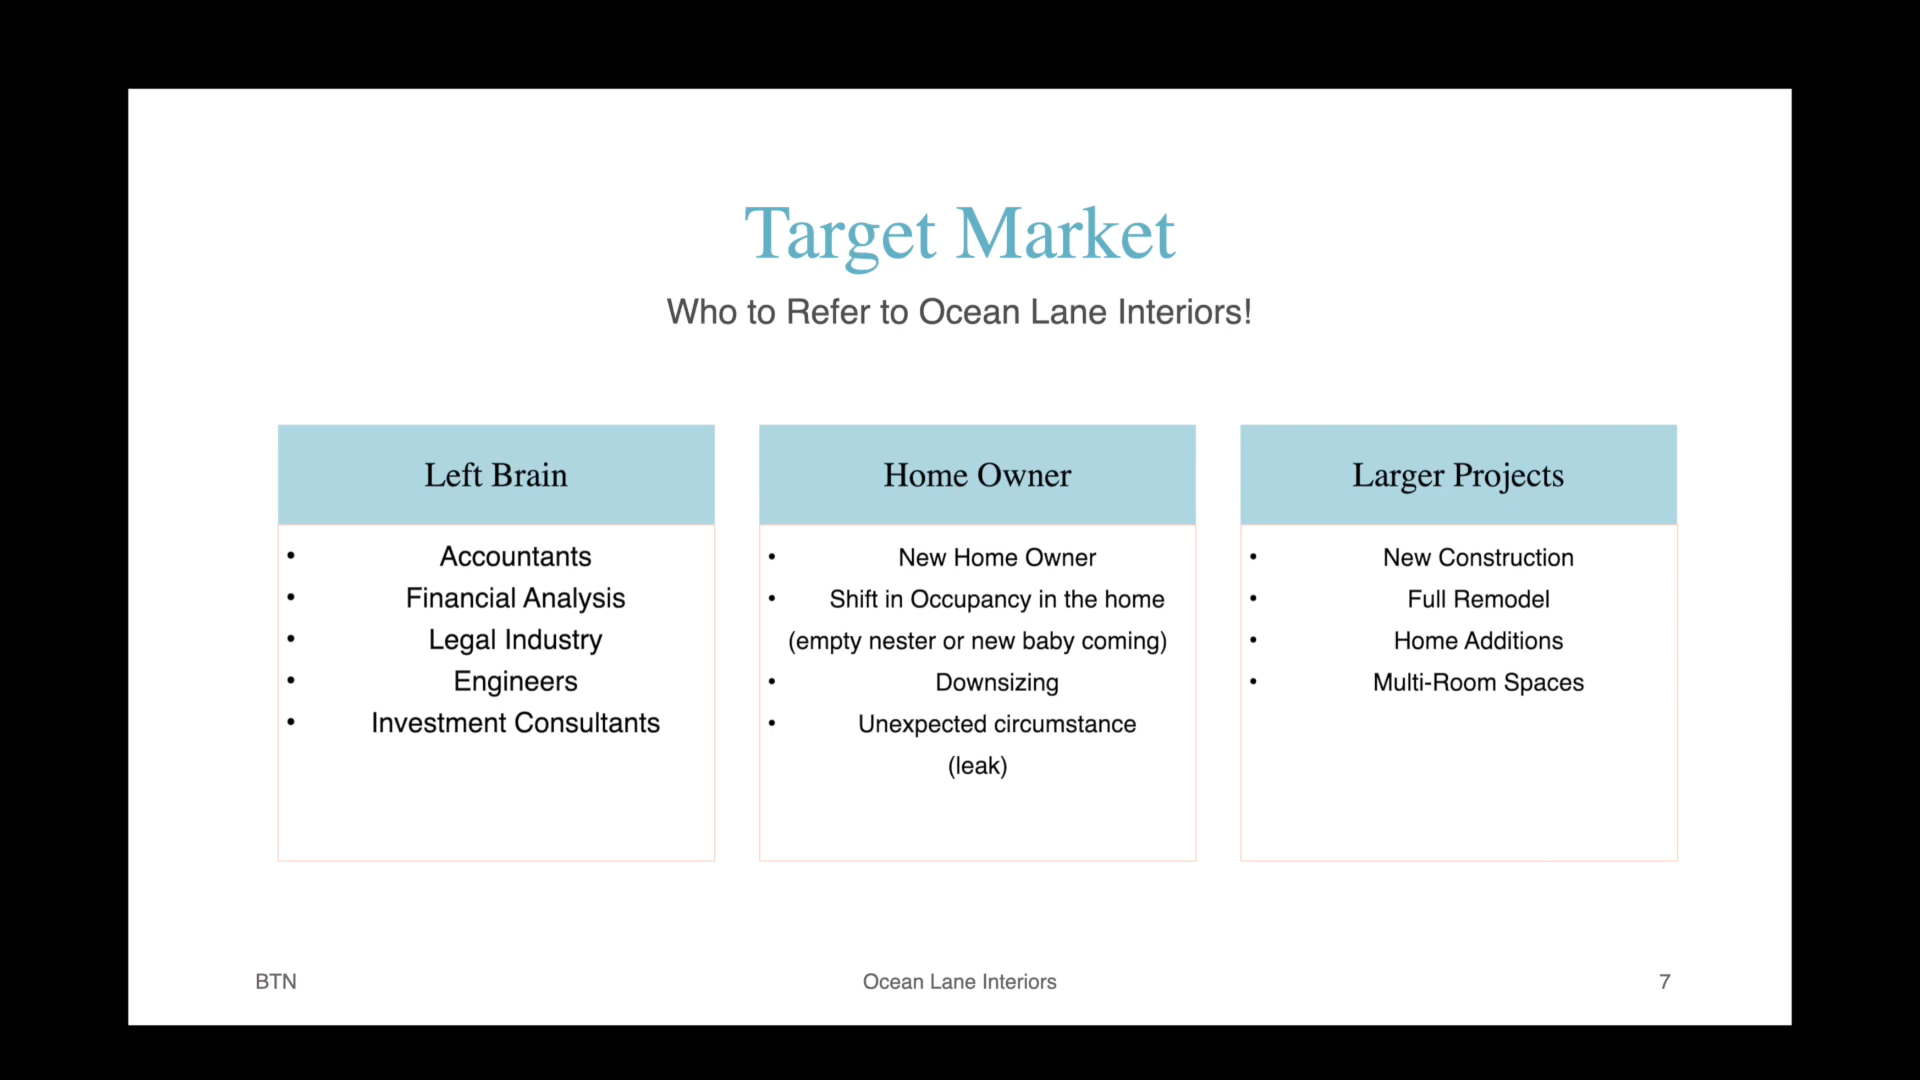 Target Market
Who to Refer to Ocean Lane Interiors!
Left Brain
• Accountants
• Financial Analysis
• Legal Industry
• Engineers
• Investment Consultants
Home Owner
• New Home Owner
• Shift in Occupancy in the home
(empty nester or new baby coming)
• Downsizing
• Unexpected circumstance
(leak)
Larger Projects
• New Construction
• Full Remodel
• Home Additions
• Multi-Room Spaces
BTN
Ocean Lane Interiors
7